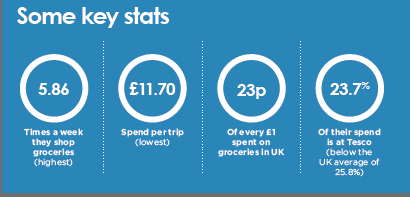 Some key stats
5.86
Times a week
they shop
groceries
(highest)
£11.70
Spend per trip
(lowest)
23p
Of every £1
spent on
groceries in UK
23.7%
Of their spend
is at Tesco
(below the
UK average of
25.8%)